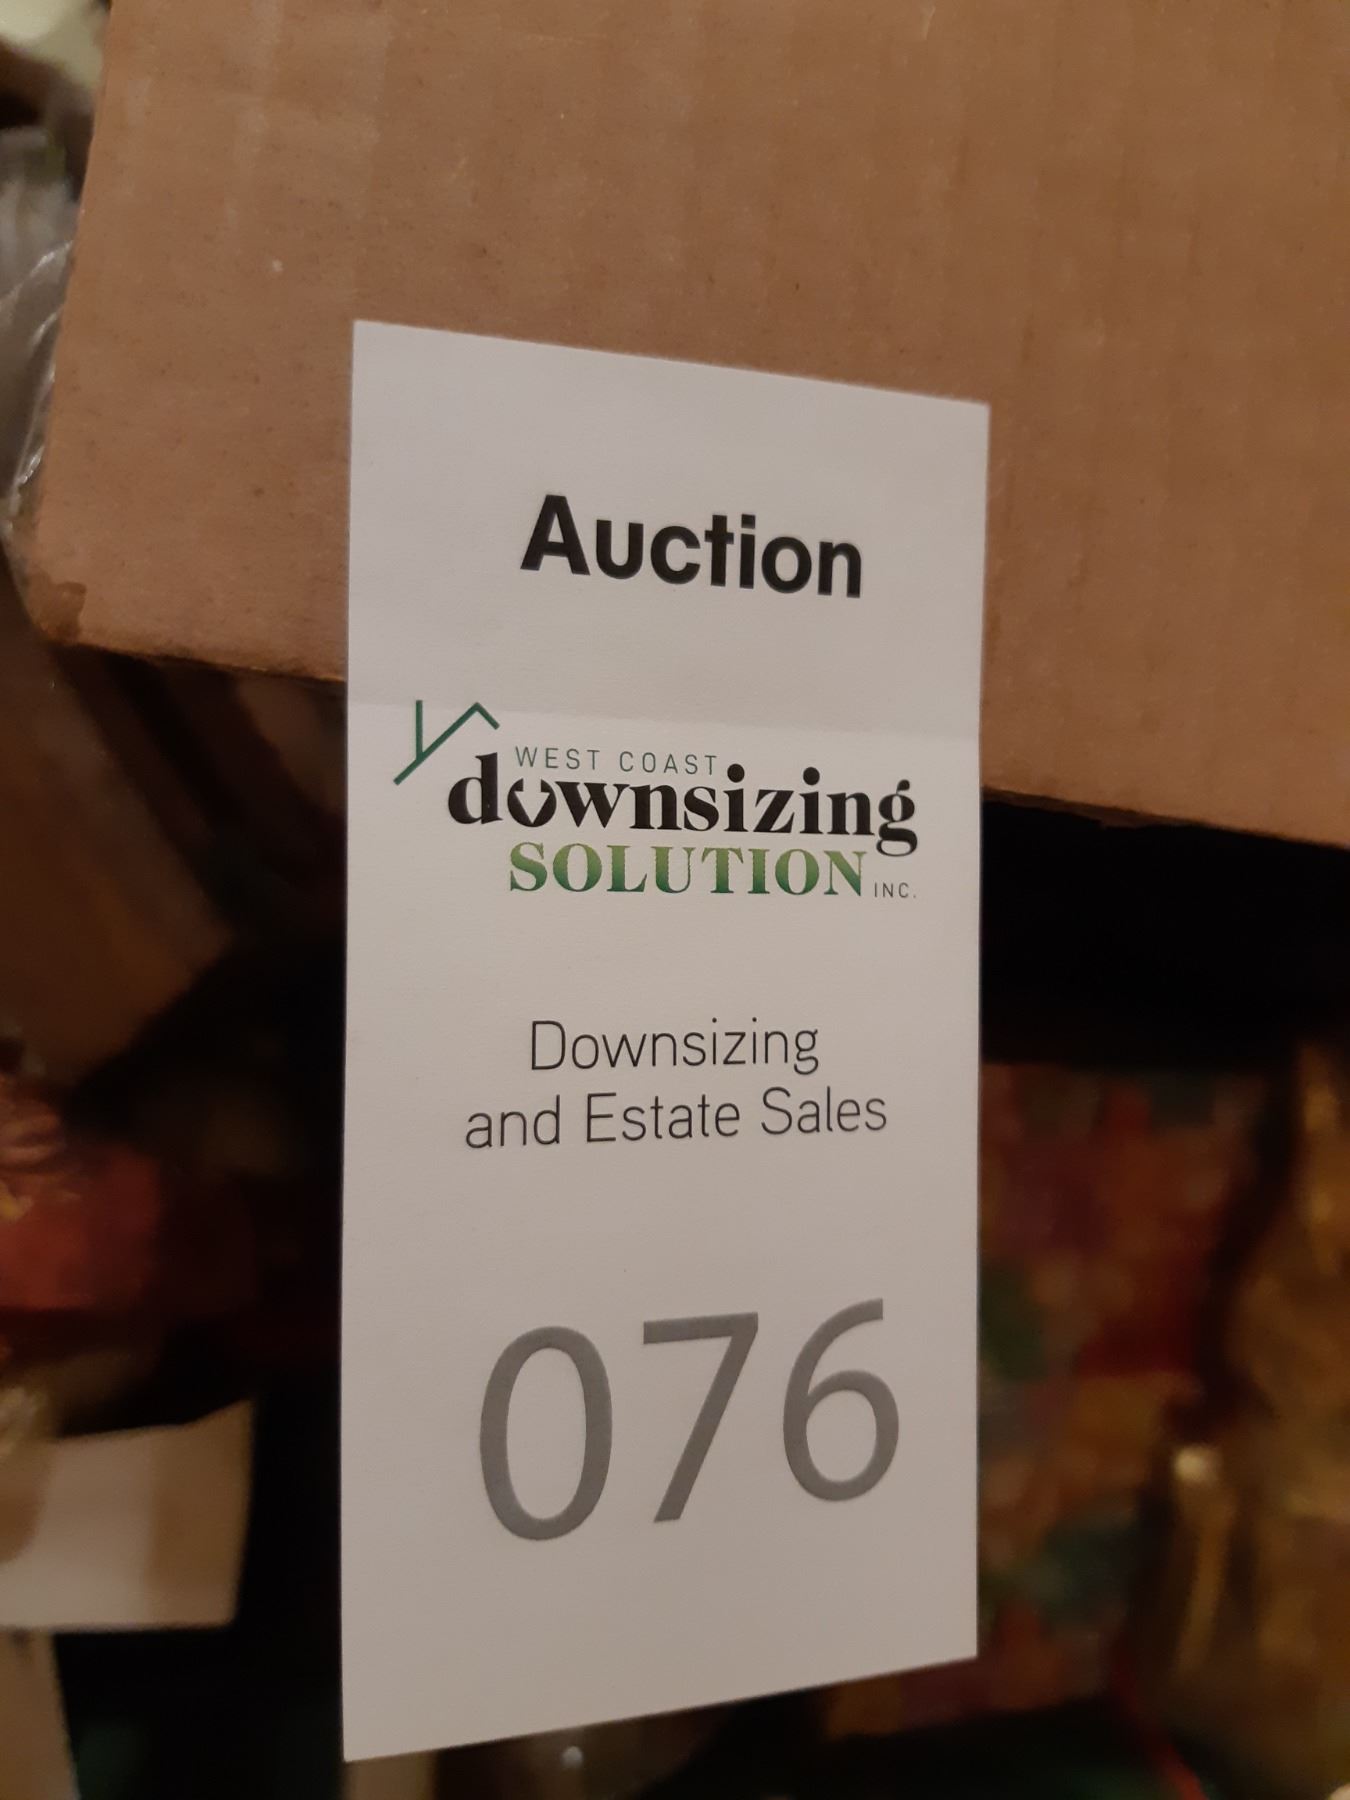 Auction
WEST COAST
downsizing
SOLUTION INC.
Downsizing
and Estate Sales
076